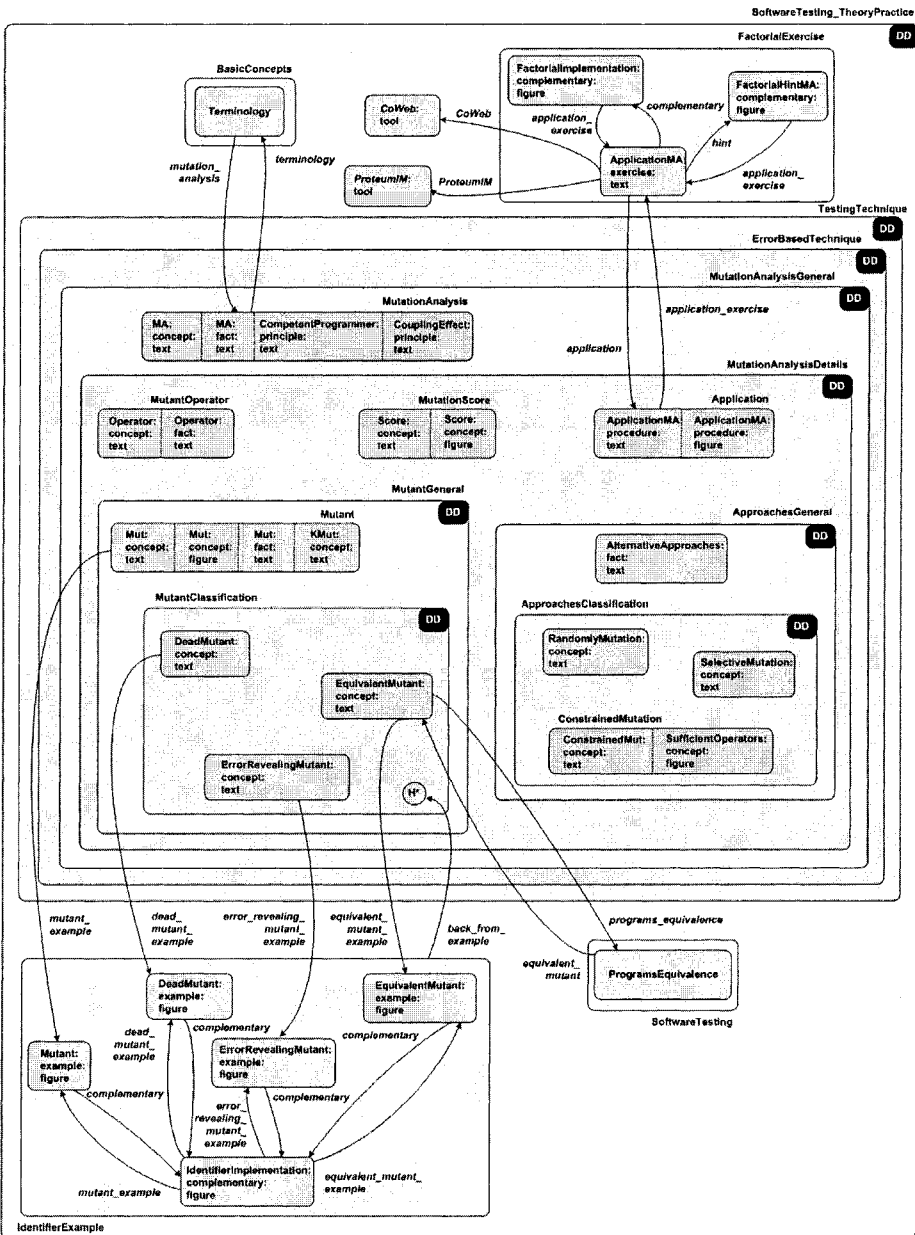 SoftwareTesting_TheoryPractice
DD
FactorialExercise
FactorialImplementation:
complementary:
figure
FactorialHintMA:
complementary:
figure
complementary
application_
exercise
hint
application_
exercise
ApplicationMA
exercise:
text
BasicConcepts
Terminology
CoWeb:
tool
CoWeb
ProteumIM:
tool
ProteumIM
mutation_
analysis
terminology
TestingTechnique
DD
ErrorBasedTechnique
DD
MutationAnalysisGeneral
DD
MutationAnalysis
MA:
concept:
text
MA:
fact:
text
CompetentProgrammer:
principle:
text
CouplingEffect:
principle:
text
application_exercise
application
MutationAnalysisDetails
DD
MutantOperator
Operator:
concept:
text
Operator:
fact:
text
MutationScore
Score:
concept:
text
Score:
concept:
figure
Application
ApplicationMA:
procedure:
text
ApplicationMA:
procedure:
figure
MutantGeneral
DD
Mutant
Mut:
concept:
text
Mut:
concept:
figure
Mut:
fact:
text
KMut:
concept:
text
MutantClassification
DD
DeadMutant:
concept:
text
EquivalentMutant:
concept:
text
ErrorRevealingMutant:
concept:
text
H*
ApproachesGeneral
DD
AlternativeApproaches:
fact:
text
ApproachesClassification
DD
RandomlyMutation:
concept:
text
SelectiveMutation:
concept:
text
ConstrainedMutation
ConstrainedMut:
concept:
text
SufficientOperators:
concept:
figure
mutant_
example
dead_
mutant_
example
error_revealing_
mutant_
example
equivalent_
mutant_
example
back_from_
example
programs_equivalence
equivalent_
mutant
ProgramsEquivalence
SoftwareTesting
DeadMutant:
example:
figure
EquivalentMutant:
example:
figure
dead_
mutant_
example
complementary
ErrorRevealingMutant:
example:
figure
complementary
Mutant:
example:
figure
complementary
error_
revealing_
mutant_
example
complementary
IdentifierImplementation:
complementary:
figure
mutant_example
equivalent_mutant_
example
IdentifierExample